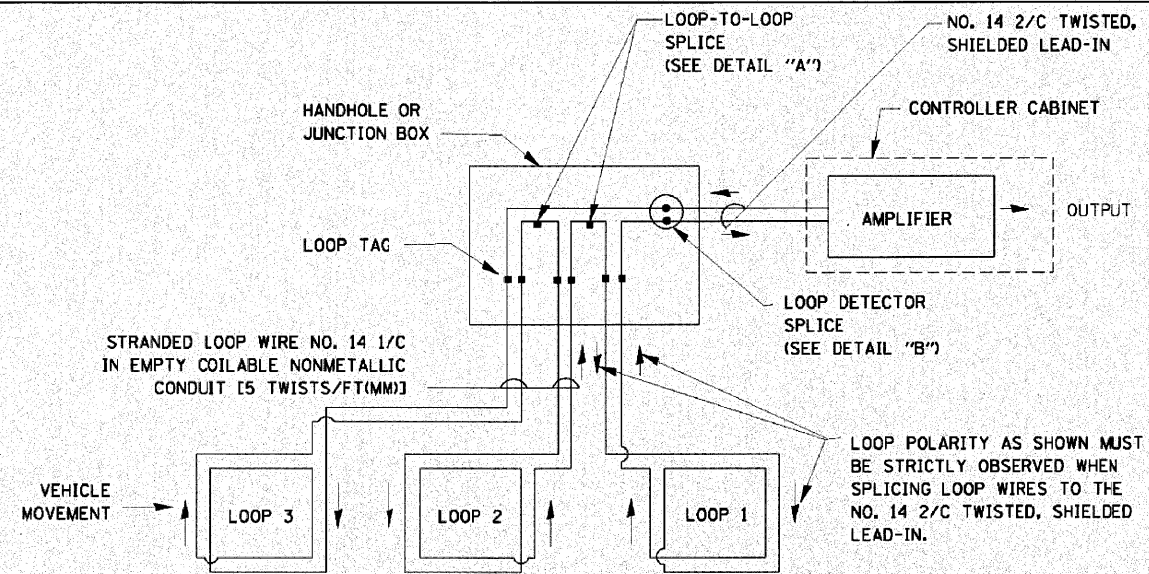 LOOP-TO-LOOP
SPLICE
(SEE DETAIL "A")
NO. 14 2/C TWISTED,
SHIELDED LEAD-IN
HANDHOLE OR
JUNCTION BOX
CONTROLLER CABINET
AMPLIFIER
OUTPUT
LOOP TAG
LOOP DETECTOR
SPLICE
(SEE DETAIL "B")
STRANDED LOOP WIRE NO. 14 1/C
IN EMPTY COILABLE NONMETALLIC
CONDUIT [5 TWISTS/FT(MM)]
LOOP POLARITY AS SHOWN MUST
BE STRICTLY OBSERVED WHEN
SPLICING LOOP WIRES TO THE
NO. 14 2/C TWISTED, SHIELDED
LEAD-IN.
VEHICLE
MOVEMENT
LOOP 3
LOOP 2
LOOP 1